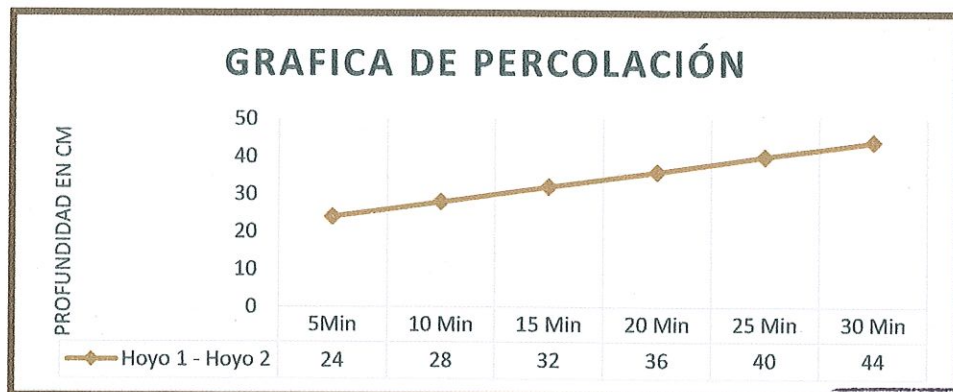 GRAFICA DE PERCOLACIÓN
PROFUNDIDAD EN CM
50
40
30
20
10
0
5Min 10 Min 15 Min 20 Min 25 Min 30 Min
Hoyo 1 - Hoyo 2 24 28 32 36 40 44